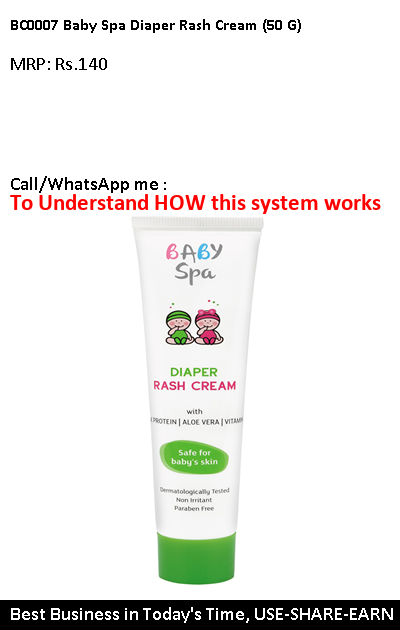 BC0007 Baby Spa Diaper Rash Cream (50 G)
MRP: Rs.140
Call/WhatsApp me :
To Understand HOW this system works
BABY
Spa
DIAPER
RASH CREAM
with
PROTEIN | ALOE VERA | VITAMI
Safe for
baby's skin
Dermatologically Tested
Non Irritant
Paraben Free
Best Business in Today's Time, USE-SHARE-EARN